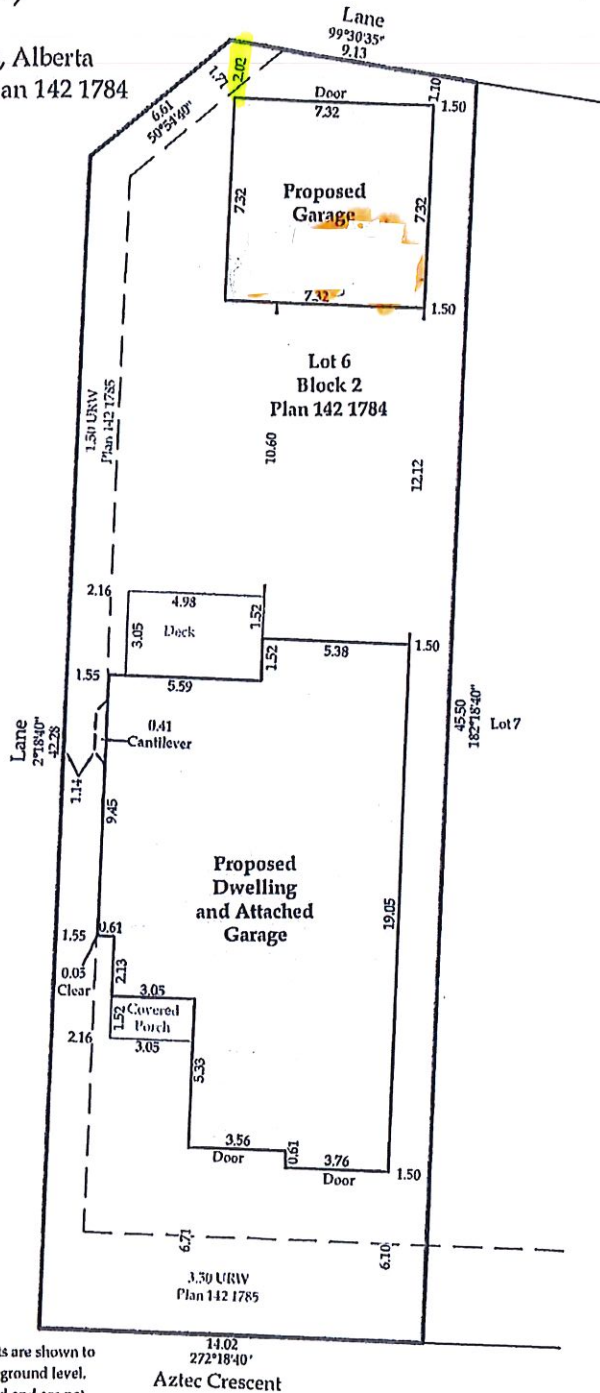 , Alberta
an 142 1784
Lane
99°30'35"
9.13
6.61
50°54'40"
1.77
2.02
1.10
1.50
Door
7.32
7.32
Proposed
Garage
7.32
7.32
1.50
Lot 6
Block 2
Plan 142 1784
1.50 URW
Plan 142 1785
10.60
12.12
2.16
4.98
1.52
3.05
Deck
1.52
5.38
1.50
1.55
5.59
Lane
2°18'40"
42.28
0.41
Cantilever
1.14
9.45
45.50
182°18'40"
Lot 7
Proposed
Dwelling
and Attached
Garage
19.05
1.55
0.61
0.05
Clear
2.13
3.05
1.52
Covered
Porch
2.16
3.05
5.33
3.56
Door
0.61
3.76
Door
1.50
6.71
6.10
3.50 URW
Plan 142 1785
14.02
272°18'40"
Aztec Crescent
ts are shown to
ground level.